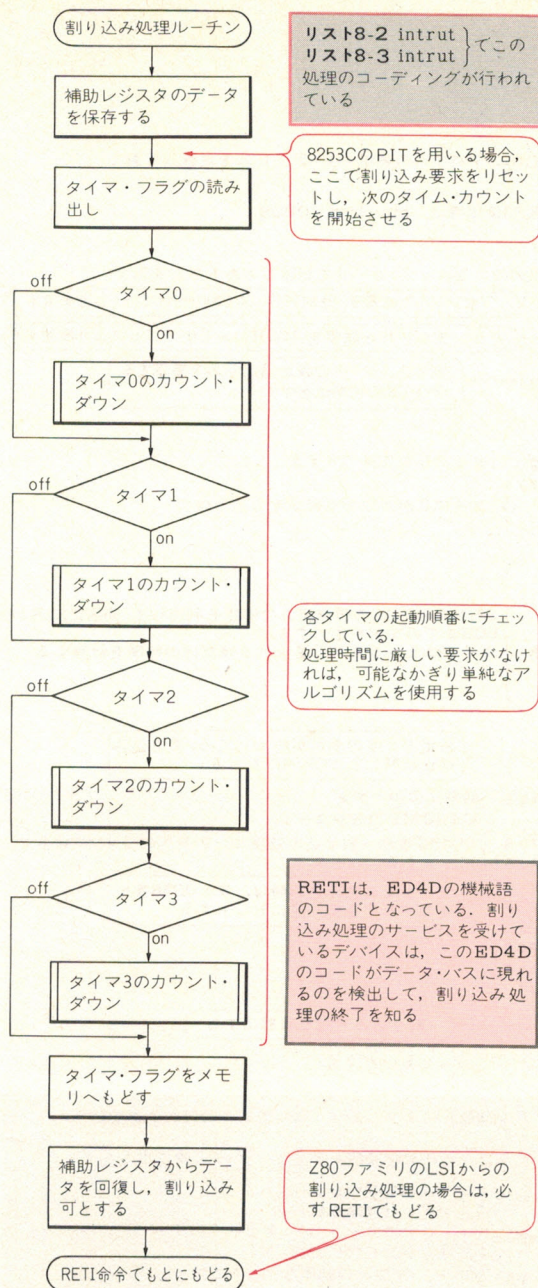 割り込み処理ルーチン
リスト8-2 intrut
リスト8-3 intrut
でこの
処理のコーディングが行われ
ている
補助レジスタのデータ
を保存する
8253CのPITを用いる場合,
ここで割り込み要求をリセッ
トし, 次のタイム・カウント
を開始させる
タイマ・フラグの読み
出し
off
タイマ0
on
タイマ0のカウント・
ダウン
off
タイマ1
on
タイマ1のカウント・
ダウン
各タイマの起動順番にチェッ
クしている.
処理時間に厳しい要求がなけ
れば, 可能なかぎり単純なア
ルゴリズムを使用する
off
タイマ2
on
タイマ2のカウント・
ダウン
off
タイマ3
on
タイマ3のカウント・
ダウン
RETIは, ED4Dの機械語
のコードとなっている. 割り
込み処理のサービスを受けて
いるデバイスは, このED4D
のコードがデータ・バスに現れ
るのを検出して, 割り込み処
理の終了を知る
タイマ・フラグをメモ
リへもどす
補助レジスタからデー
タを回復し, 割り込み
可とする
Z80ファミリのLSIからの
割り込み処理の場合は, 必
ずRETIでもどる
RETI命令でもとにもどる